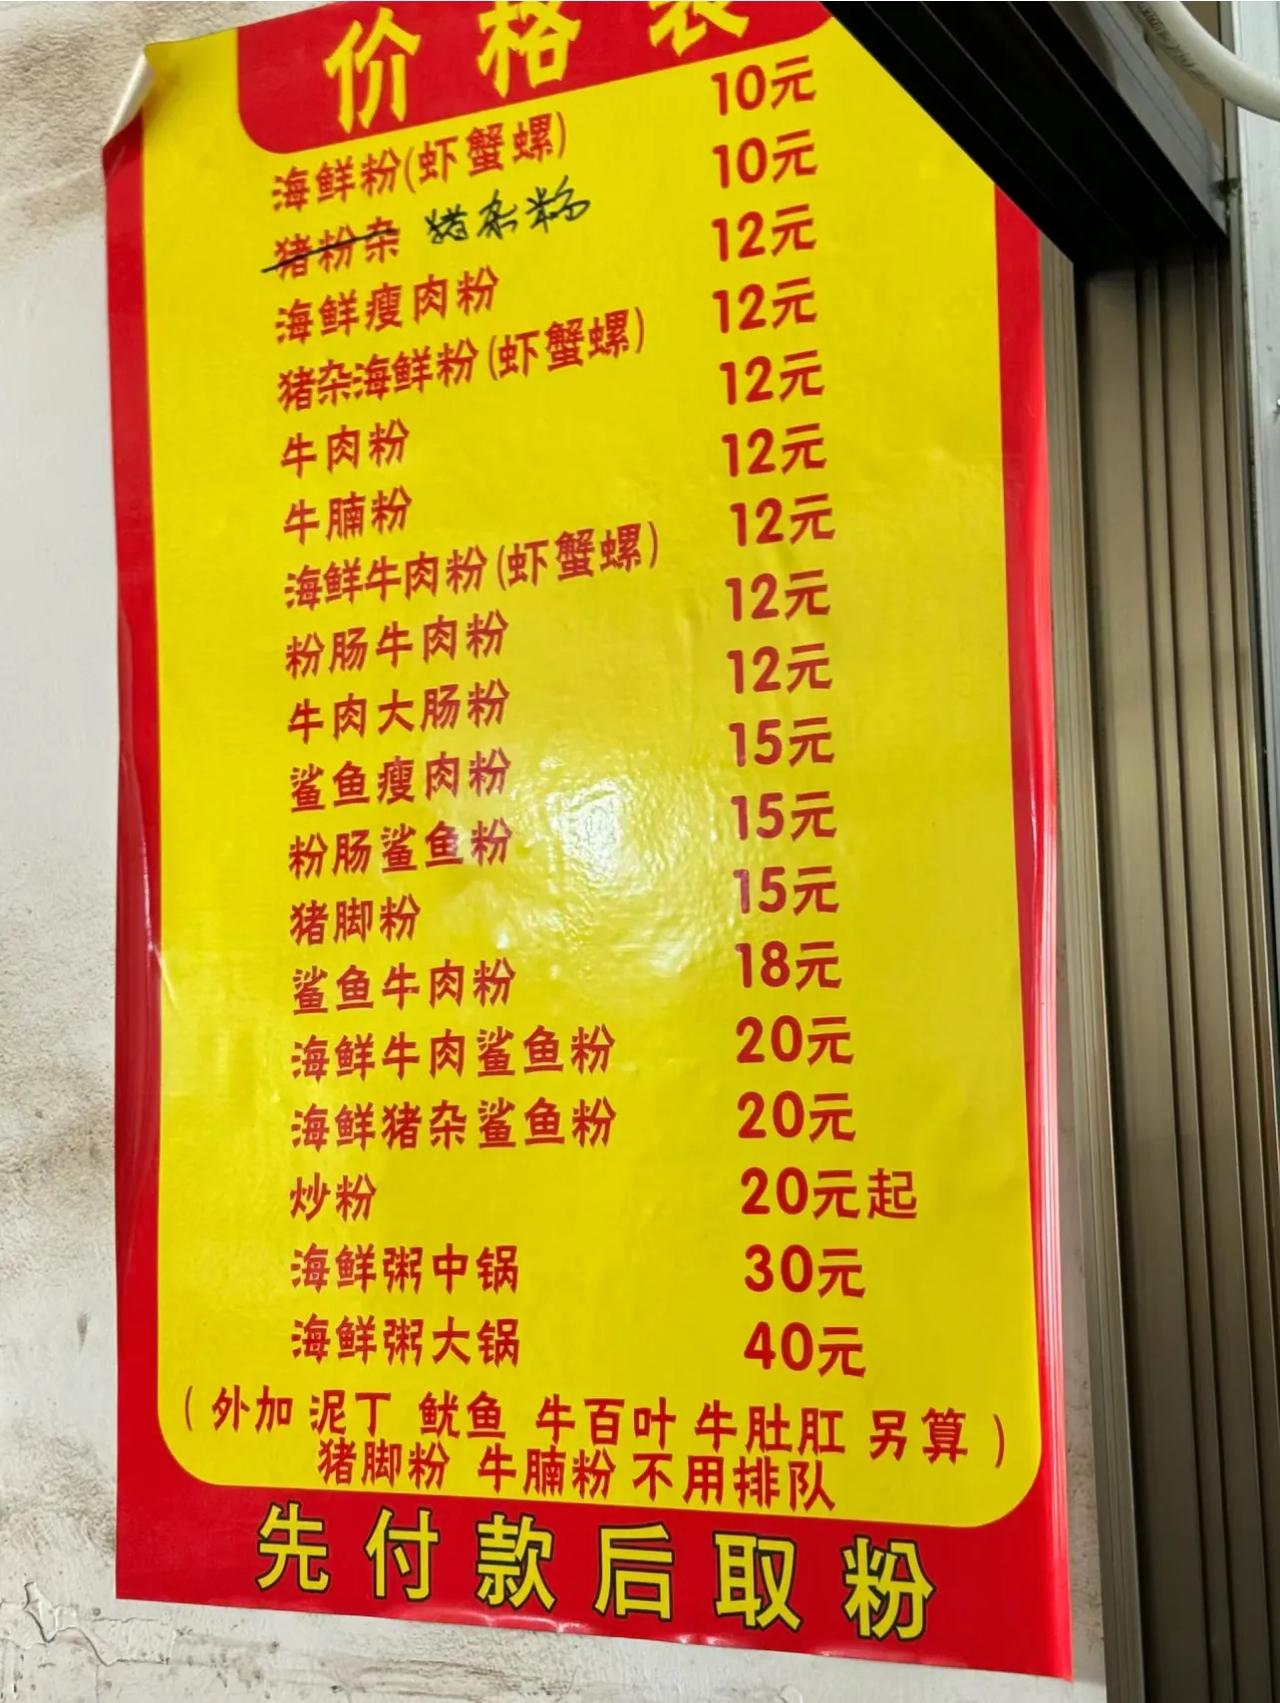 价格表
海鲜粉(虾蟹螺) 10元
猪粉杂 猪杂粉 10元
海鲜瘦肉粉 12元
猪杂海鲜粉(虾蟹螺) 12元
牛肉粉 12元
牛腩粉 12元
海鲜牛肉粉(虾蟹螺) 12元
粉肠牛肉粉 12元
牛肉大肠粉 12元
鲨鱼瘦肉粉 15元
粉肠鲨鱼粉 15元
猪脚粉 15元
鲨鱼牛肉粉 18元
海鲜牛肉鲨鱼粉 20元
海鲜猪杂鲨鱼粉 20元
炒粉 20元起
海鲜粥中锅 30元
海鲜粥大锅 40元
(外加 泥丁 鱿鱼 牛百叶 牛肚肛 另算)
猪脚粉 牛腩粉 不用排队
先付款后取粉